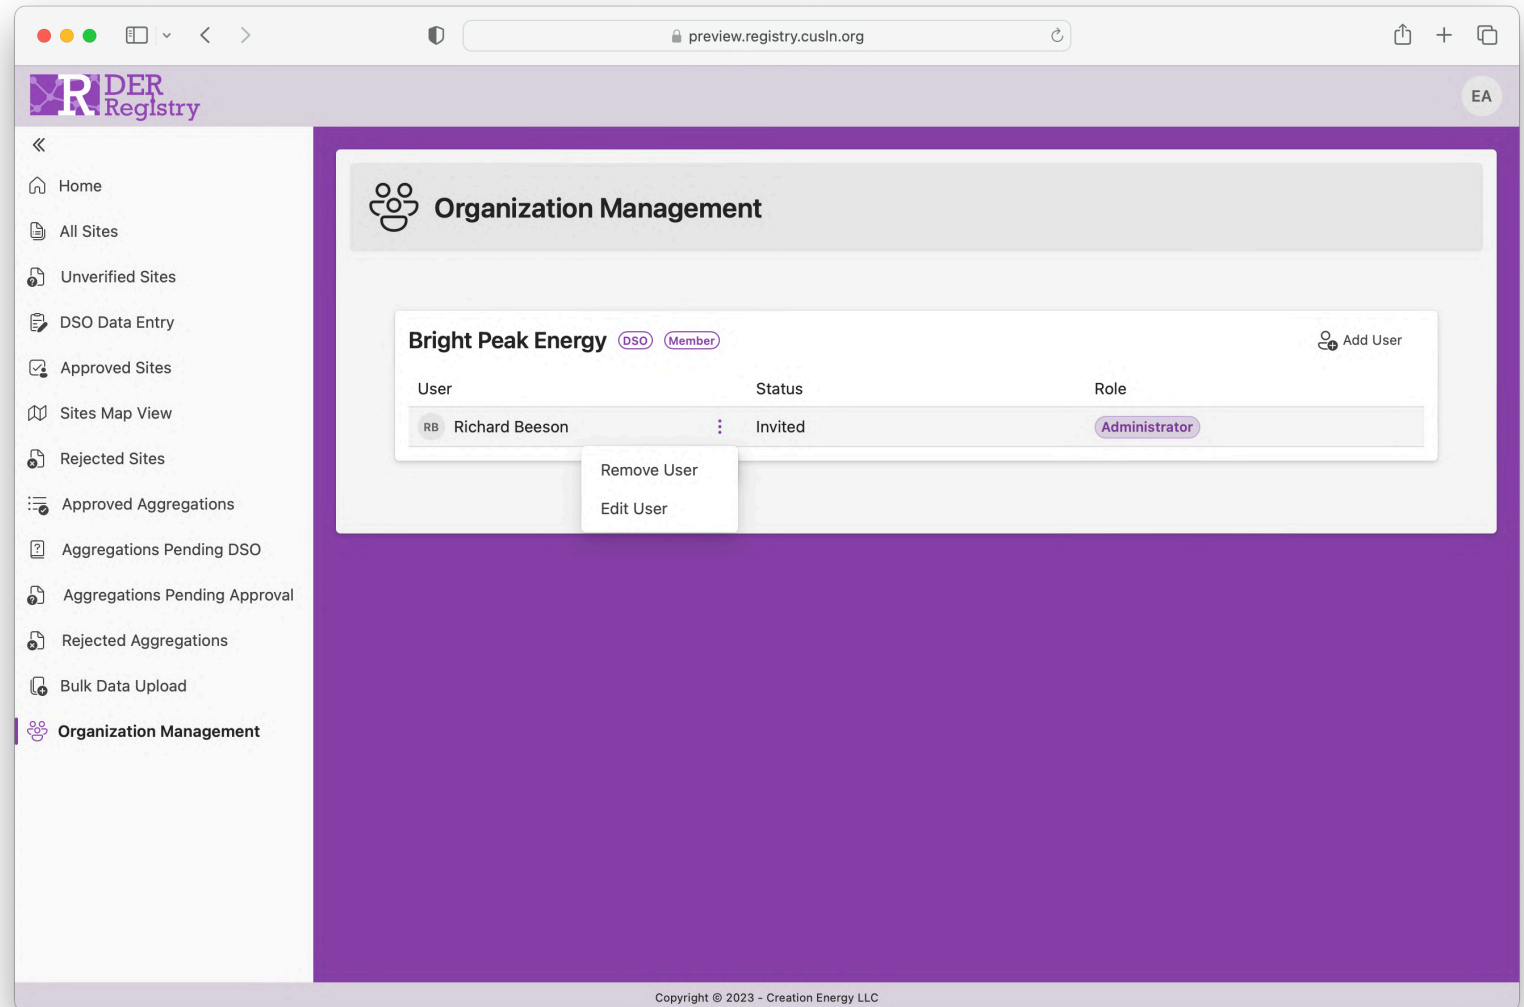 preview.registry.cusln.org
R DER
Registry
EA
Home
All Sites
Unverified Sites
DSO Data Entry
Approved Sites
Sites Map View
Rejected Sites
Approved Aggregations
Aggregations Pending DSO
Aggregations Pending Approval
Rejected Aggregations
Bulk Data Upload
Organization Management
Organization Management
Bright Peak Energy DSO Member Add User
User Status Role
RB Richard Beeson Invited Administrator
Remove User
Edit User
Copyright © 2023 - Creation Energy LLC